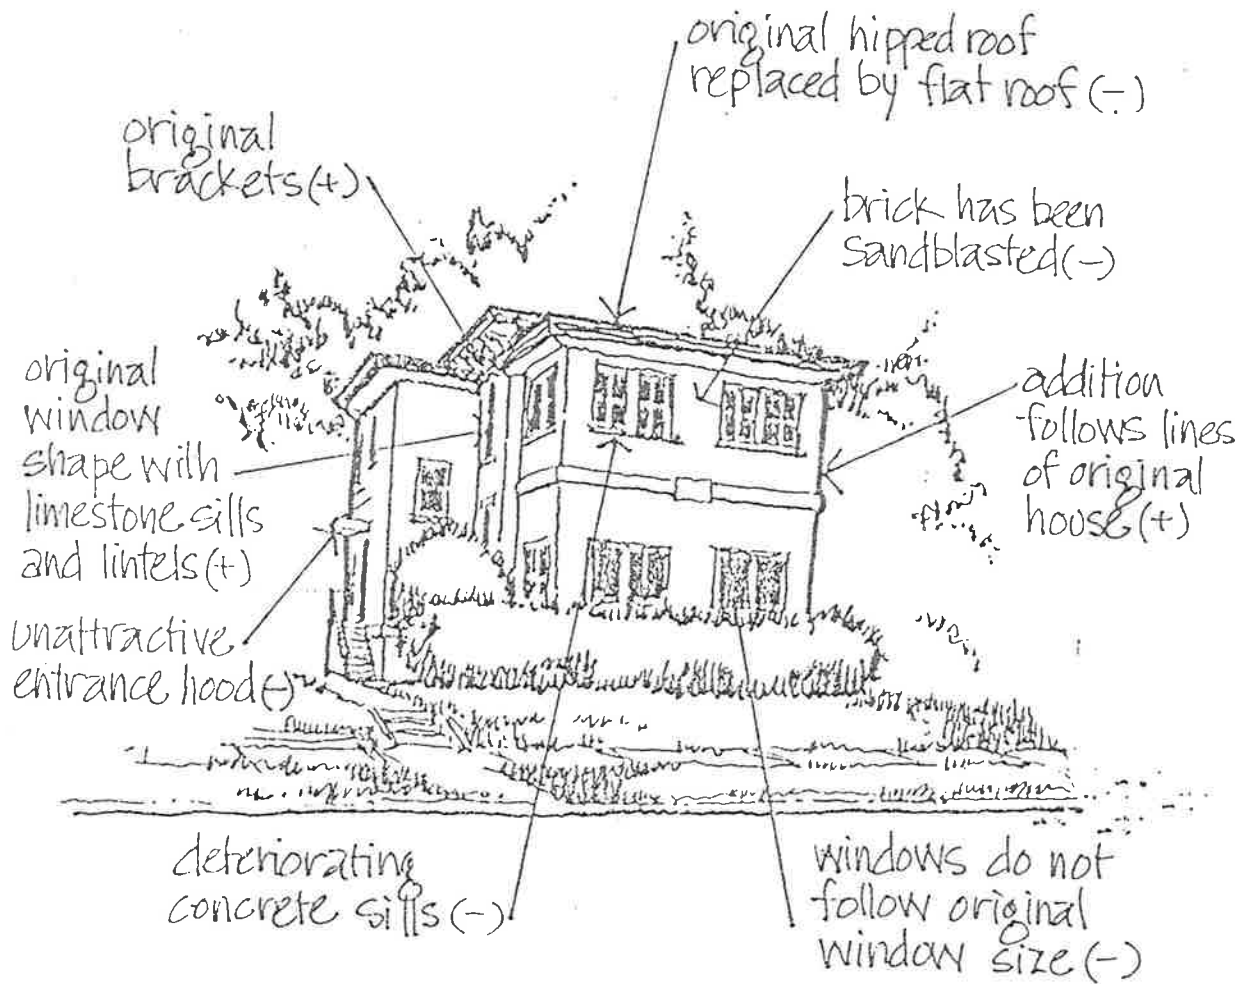 original hipped roof
replaced by flat roof (-)
original
brackets (+)
brick has been
sandblasted (-)
original
window
shape with
limestone sills
and lintels (+)
addition
follows lines
of original
house (+)
unattractive
entrance hood (-)
deteriorating
concrete sills (-)
windows do not
follow original
window size (-)